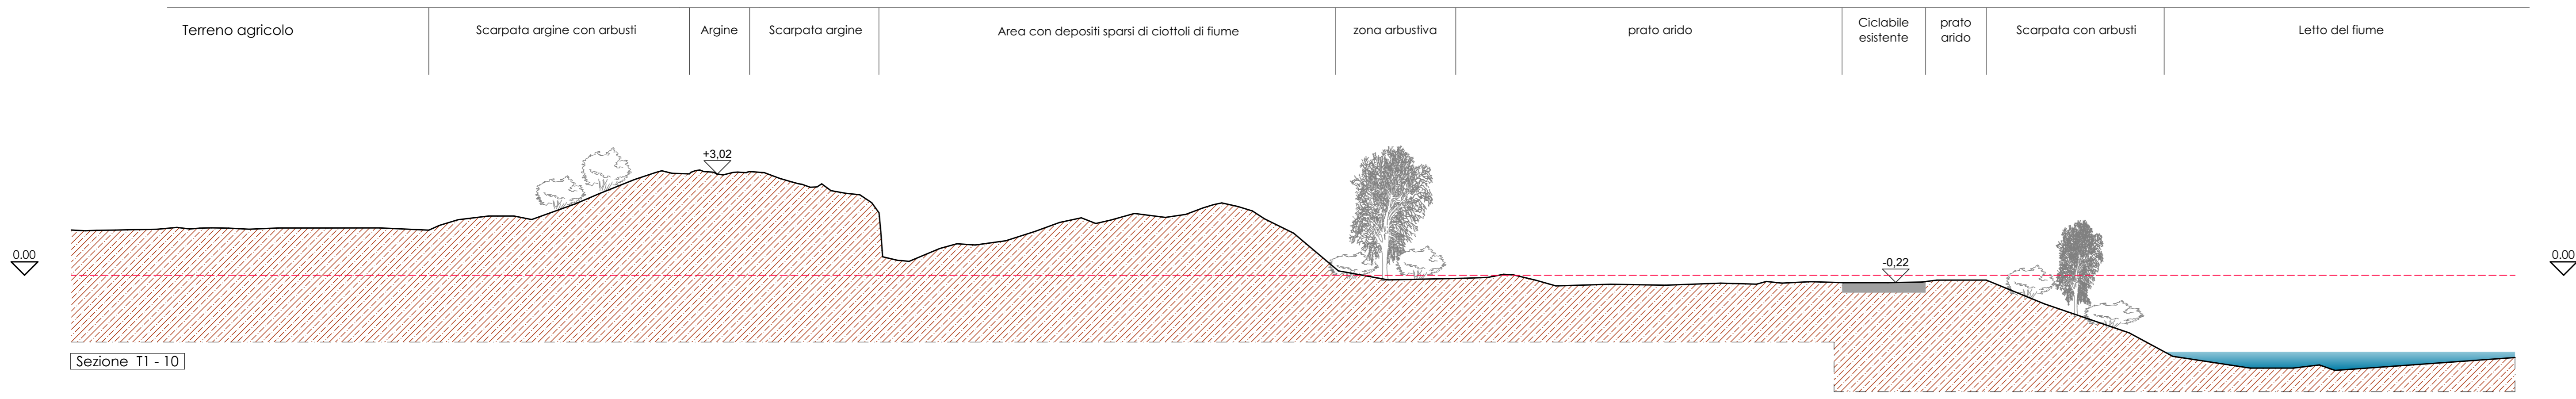 Terreno agricolo
Scarpata argine con arbusti
Argine
Scarpata argine
Area con depositi sparsi di ciottoli di fiume
zona arbustiva
prato arido
Ciclabile
esistente
prato
arido
Scarpata con arbusti
Letto del fiume
+3,02
0.00
-0,22
0.00
Sezione T1 - 10